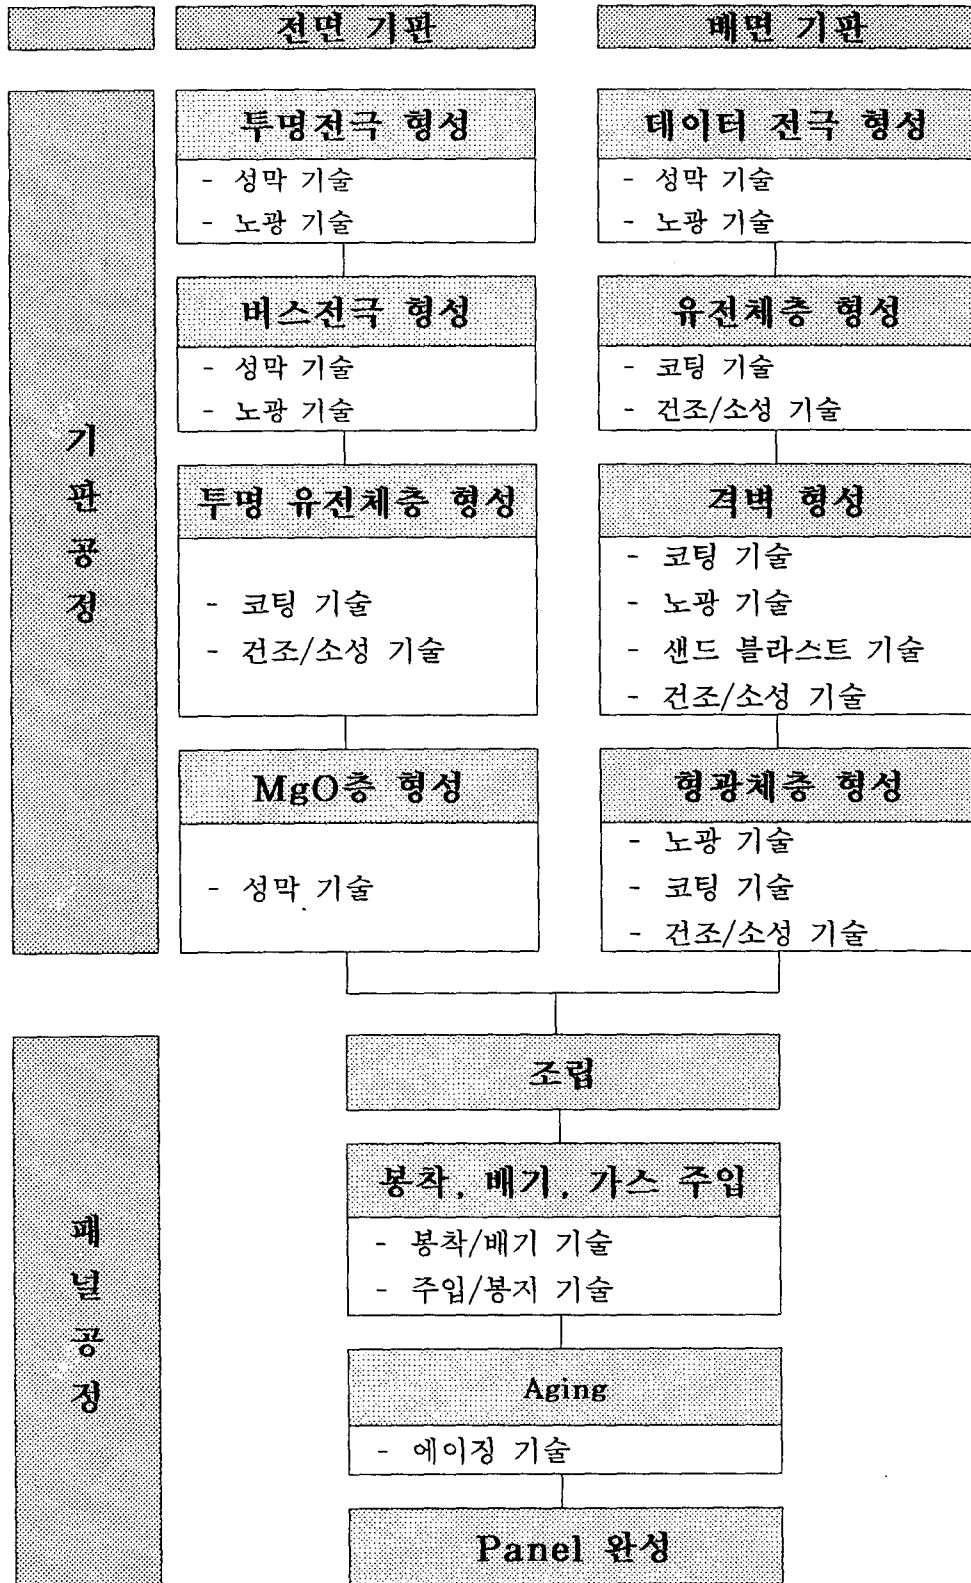 전면 기판
배면 기판
기판공정
투명전극 형성
- 성막 기술
- 노광 기술
버스전극 형성
- 성막 기술
- 노광 기술
투명 유전체층 형성
- 코팅 기술
- 건조/소성 기술
MgO층 형성
- 성막 기술
데이터 전극 형성
- 성막 기술
- 노광 기술
유전체층 형성
- 코팅 기술
- 건조/소성 기술
격벽 형성
- 코팅 기술
- 노광 기술
- 샌드 블라스트 기술
- 건조/소성 기술
형광체층 형성
- 노광 기술
- 코팅 기술
- 건조/소성 기술
패널공정
조립
봉착, 배기, 가스 주입
- 봉착/배기 기술
- 주입/봉지 기술
Aging
- 에이징 기술
Panel 완성